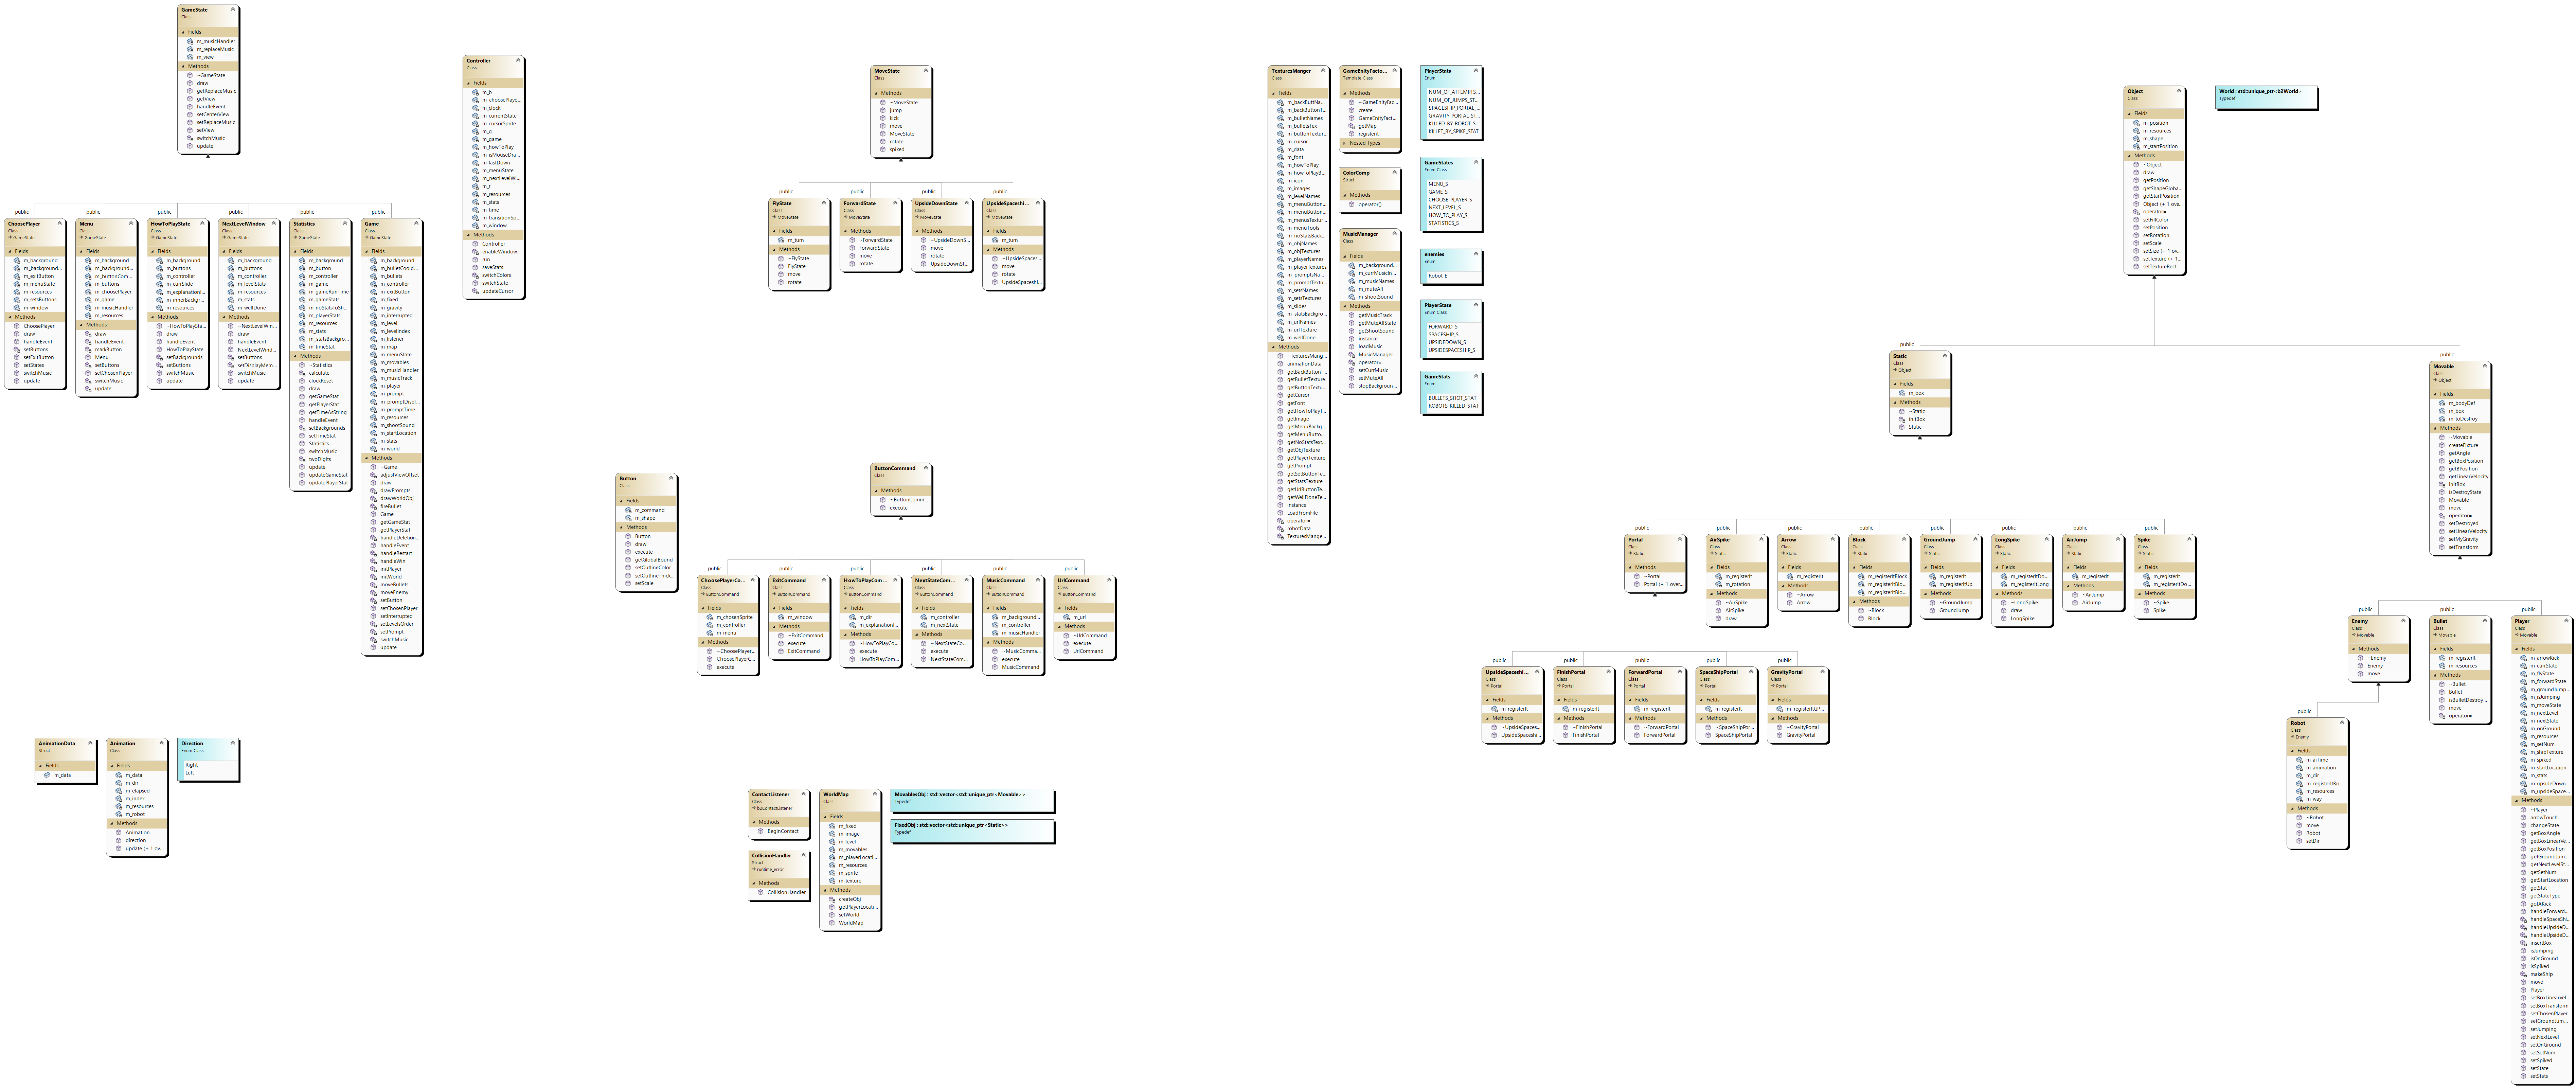 GameState
Class
Fields
m_musicHandler
m_replaceMusic
m_view
Methods
~GameState
draw
getReplaceMusic
getView
handleEvent
setCenterView
setReplaceMusic
setView
switchMusic
update
public
public
public
public
public
public
ChoosePlayer
Class
GameState
Fields
m_background
m_background...
m_exitButton
m_menuState
m_resources
m_setsButtons
m_window
Methods
ChoosePlayer
draw
handleEvent
setButtons
setExitButton
setStates
switchMusic
update
Menu
Class
GameState
Fields
m_background
m_background...
m_buttonCom...
m_buttons
m_choosePlayer
m_game
m_musicHandler
m_resources
Methods
draw
handleEvent
markButton
Menu
setButtons
setChosenPlayer
switchMusic
update
HowToPlayState
Class
GameState
Fields
m_background
m_buttons
m_controller
m_currSlide
m_explanationI...
m_innerBackgr...
m_resources
Methods
~HowToPlaySta...
draw
handleEvent
HowToPlayState
setBackgrounds
setButtons
switchMusic
update
NextLevelWindow
Class
GameState
Fields
m_background
m_buttons
m_controller
m_levelStats
m_resources
m_stats
m_wellDone
Methods
~NextLevelWin...
draw
handleEvent
NextLevelWind...
setButtons
setDisplayMem...
switchMusic
update
Statistics
Class
GameState
Fields
m_background
m_button
m_controller
m_game
m_gameRunTime
m_gameStats
m_noStatsToSh...
m_playerStats
m_resources
m_stats
m_statsBackgro...
m_timeStat
Methods
~Statistics
calculate
clockReset
draw
getGameStat
getPlayerStat
getTimeAsString
handleEvent
setBackgrounds
setTimeStat
Statistics
switchMusic
twoDigits
update
updateGameStat
updatePlayerStat
Game
Class
GameState
Fields
m_background
m_bulletCoold...
m_bullets
m_controller
m_exitButton
m_fixed
m_gravity
m_interrupted
m_level
m_levelIndex
m_listener
m_map
m_menuState
m_movables
m_musicHandler
m_musicTrack
m_player
m_prompt
m_promptDispl...
m_promptTime
m_resources
m_shootSound
m_startLocation
m_stats
m_world
Methods
~Game
adjustViewOffset
draw
drawPrompts
drawWorldObj
fireBullet
Game
getGameStat
getPlayerStat
handleDeletion...
handleEvent
handleRestart
handleWin
initPlayer
initWorld
moveBullets
moveEnemy
setButton
setChosenPlayer
setInterrupted
setLevelsOrder
setPrompt
switchMusic
update
Controller
Class
Fields
m_b
m_choosePlaye...
m_clock
m_currentState
m_cursorSprite
m_g
m_game
m_howToPlay
m_isMouseDra...
m_lastDown
m_menuState
m_nextLevelWi...
m_r
m_resources
m_stats
m_time
m_transitionSp...
m_window
Methods
Controller
enableWindow...
run
saveStats
switchColors
switchState
updateCursor
MoveState
Class
Methods
~MoveState
jump
kick
move
MoveState
rotate
spiked
public
public
public
public
FlyState
Class
MoveState
Fields
m_turn
Methods
~FlyState
FlyState
move
rotate
ForwardState
Class
MoveState
Methods
~ForwardState
ForwardState
move
rotate
UpsideDownState
Class
MoveState
Methods
~UpsideDownS...
move
rotate
UpsideDownSt...
UpsideSpaceshi ...
Class
MoveState
Fields
m_turn
Methods
~UpsideSpaces...
move
rotate
UpsideSpaceshi...
Button
Class
Fields
m_command
m_shape
Methods
Button
draw
execute
getGlobalBound
setOutlineColor
setOutlineThick...
setScale
ButtonCommand
Class
Methods
~ButtonComm...
execute
public
public
public
public
public
public
ChoosePlayerCo...
Class
ButtonCommand
Fields
m_chosenSprite
m_controller
m_menu
Methods
~ChoosePlayer...
ChoosePlayerC...
execute
ExitCommand
Class
ButtonCommand
Fields
m_window
Methods
~ExitCommand
execute
ExitCommand
HowToPlayCom ...
Class
ButtonCommand
Fields
m_dir
m_explanationI...
Methods
~HowToPlayCo...
execute
HowToPlayCom...
NextStateCom ...
Class
ButtonCommand
Fields
m_controller
m_nextState
Methods
~NextStateCo...
execute
NextStateCom...
MusicCommand
Class
ButtonCommand
Fields
m_background...
m_controller
m_musicHandler
Methods
~MusicComma...
execute
MusicCommand
UrlCommand
Class
ButtonCommand
Fields
m_url
Methods
~UrlCommand
execute
UrlCommand
AnimationData
Struct
Fields
m_data
Animation
Class
Fields
m_data
m_dir
m_elapsed
m_index
m_resources
m_robot
Methods
Animation
direction
update (+ 1 ov...
Direction
Enum Class
Right
Left
ContactListener
Class
b2ContactListener
Methods
BeginContact
CollisionHandler
Struct
runtime_error
Methods
CollisionHandler
WorldMap
Class
Fields
m_fixed
m_image
m_level
m_movables
m_playerLocati...
m_resources
m_sprite
m_texture
Methods
createObj
getPlayerLocati...
setWorld
WorldMap
MovablesObj : std::vector<std::unique_ptr<Movable>>
Typedef
FixedObj : std::vector<std::unique_ptr<Static>>
Typedef
TexturesManger
Class
Fields
m_backButtNa...
m_backButtonT...
m_bulletNames
m_bulletsTex
m_buttonTextur...
m_cursor
m_data
m_font
m_howToPlay
m_howToPlayB...
m_icon
m_images
m_levelNames
m_menuButton...
m_menuButton...
m_menusTextur...
m_menuTools
m_noStatsBack...
m_objNames
m_objTextures
m_playerNames
m_playerTextures
m_promptsNa...
m_promptTextu...
m_setsNames
m_setsTextures
m_slides
m_statsBackgro...
m_urlNames
m_urlTexture
m_wellDone
Methods
~TexturesMang...
animationData
getBackButtonT...
getBulletTexture
getButtonTextu...
getCursor
getFont
getHowToPlayT...
getImage
getMenuBackg...
getMenuButto...
getNoStatsText...
getObjTexture
getPlayerTexture
getPrompt
getSetButtonTe...
getStatsTexture
getUrlButtonTe...
getWellDoneTe...
instance
LoadFromFile
operator=
robotData
TexturesMange...
GameEnityFacto...
Template Class
Methods
~GameEnityFac...
create
GameEnityFact...
getMap
registerit
Nested Types
ColorComp
Struct
Methods
operator()
MusicManager
Class
Fields
m_background...
m_currMusicIn...
m_musicNames
m_muteAll
m_shootSound
Methods
getMusicTrack
getMuteAllState
getShootSound
instance
loadMusic
MusicManager...
operator=
setCurrMusic
setMuteAll
stopBackgroun...
PlayerStats
Enum
NUM_OF_ATTEMPTS...
NUM_OF_JUMPS_ST...
SPACESHIP_PORTAL_...
GRAVITY_PORTAL_ST...
KILLED_BY_ROBOT_S...
KILLET_BY_SPIKE_STAT
GameStates
Enum Class
MENU_S
GAME_S
CHOOSE_PLAYER_S
NEXT_LEVEL_S
HOW_TO_PLAY_S
STATISTICS_S
enemies
Enum
Robot_E
PlayerState
Enum Class
FORWARD_S
SPACESHIP_S
UPSIDEDOWN_S
UPSIDESPACESHIP_S
GameStats
Enum
BULLETS_SHOT_STAT
ROBOTS_KILLED_STAT
Object
Class
Fields
m_position
m_resources
m_shape
m_startPosition
Methods
~Object
draw
getPosition
getShapeGloba...
getStartPosition
Object (+ 1 ove...
operator=
setFillColor
setPosition
setRotation
setScale
setSize (+ 1 ov...
setTexture (+ 1...
setTextureRect
World : std::unique_ptr<b2World>
Typedef
public
public
Static
Class
Object
Fields
m_box
Methods
~Static
initBox
Static
Movable
Class
Object
Fields
m_bodyDef
m_box
m_toDestroy
Methods
~Movable
createFixture
getAngle
getBoxPosition
getBPosition
getLinearVelocity
initBox
isDestroyState
Movable
move
operator=
setDestroyed
setLinearVelocity
setMyGravity
setTransform
public
public
public
public
public
public
public
public
Portal
Class
Static
Methods
~Portal
Portal (+ 1 over...
AirSpike
Class
Static
Fields
m_registerit
m_rotation
Methods
~AirSpike
AirSpike
draw
Arrow
Class
Static
Fields
m_registerit
Methods
~Arrow
Arrow
Block
Class
Static
Fields
m_registeritBlock
m_registeritBlo...
m_registeritBlo...
Methods
~Block
Block
GroundJump
Class
Static
Fields
m_registerit
m_registeritUp
Methods
~GroundJump
GroundJump
LongSpike
Class
Static
Fields
m_registeritDo...
m_registeritLong
Methods
~LongSpike
draw
LongSpike
AirJump
Class
Static
Fields
m_registerit
Methods
~AirJump
AirJump
Spike
Class
Static
Fields
m_registerit
m_registeritDo...
Methods
~Spike
Spike
public
public
public
public
public
UpsideSpaceshi ...
Class
Portal
Fields
m_registerit
Methods
~UpsideSpaces...
UpsideSpaceshi...
FinishPortal
Class
Portal
Fields
m_registerit
Methods
~FinishPortal
FinishPortal
ForwardPortal
Class
Portal
Fields
m_registerit
Methods
~ForwardPortal
ForwardPortal
SpaceShipPortal
Class
Portal
Fields
m_registerit
Methods
~SpaceShipPor...
SpaceShipPortal
GravityPortal
Class
Portal
Fields
m_registeritGP...
Methods
~GravityPortal
GravityPortal
public
public
public
Enemy
Class
Movable
Methods
~Enemy
Enemy
move
Bullet
Class
Movable
Fields
m_registerit
m_resources
Methods
~Bullet
Bullet
isBulletDestroy...
move
operator=
public
Robot
Class
Enemy
Fields
m_aiTime
m_animation
m_dir
m_registeritRo...
m_resources
m_way
Methods
~Robot
move
Robot
setDir
Player
Class
Movable
Fields
m_arrowKick
m_currState
m_flyState
m_forwardState
m_groundJump...
m_isJumping
m_moveState
m_nextLevel
m_nextState
m_onGround
m_resources
m_setNum
m_shipTexture
m_spiked
m_startLocation
m_stats
m_upsideDown...
m_upsideSpace...
Methods
~Player
arrowTouch
changeState
getBoxAngle
getBoxLinearVe...
getBoxPosition
getGroundJum...
getNextLevelSt...
getSetNum
getStartLocation
getStat
getStateType
gotAKick
handleForward...
handleSpaceShi...
handleUpsideD...
handleUpsideD...
insertBox
isJumping
isOnGround
isSpiked
makeShip
move
Player
setBoxLinearVel...
setBoxTransform
setChosenPlayer
setGroundJum...
setJumping
setNextLevel
setOnGround
setSetNum
setSpiked
setState
setStats